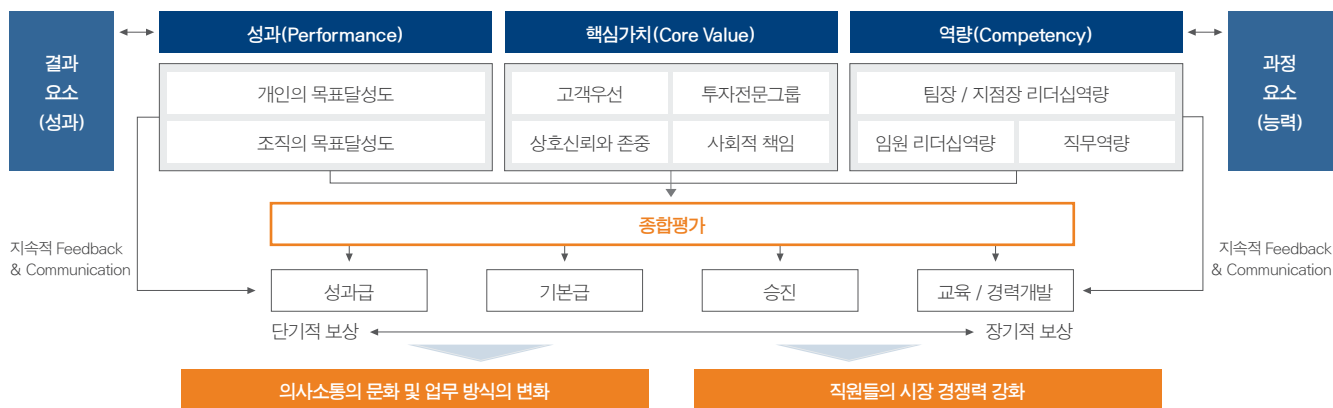 결과
요소
(성과)
성과(Performance)
개인의 목표달성도
조직의 목표달성도
핵심가치(Core Value)
고객우선
투자전문그룹
상호신뢰와 존중
사회적 책임
역량(Competency)
팀장 / 지점장 리더십역량
임원 리더십역량
직무역량
과정
요소
(능력)
종합평가
지속적 Feedback
& Communication
지속적 Feedback
& Communication
성과급
기본급
승진
교육 / 경력개발
단기적 보상
장기적 보상
의사소통의 문화 및 업무 방식의 변화
직원들의 시장 경쟁력 강화